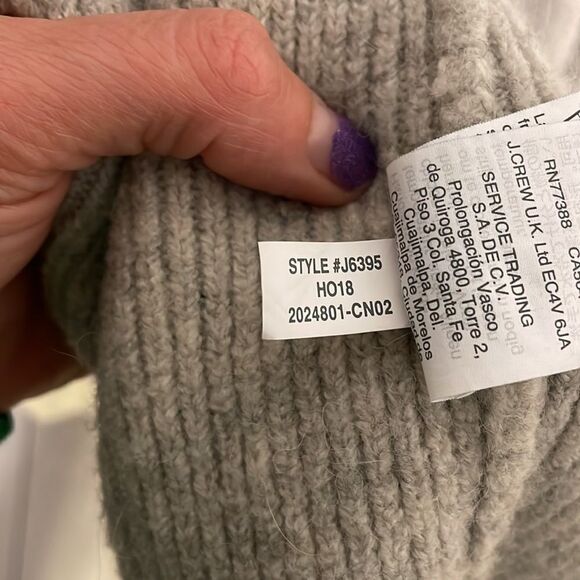 STYLE #J6395
HO18
2024801-CN02
RN77388
J.CREW U.K. Ltd EC4V 6JA
SERVICE TRADING
S.A. DE C.V.
Prolongación Vasco
de Quiroga 4800, Torre 2,
Piso 3 Col. Santa Fe
Cuajimalpa, Del.
Cuajimalpa de Morelos